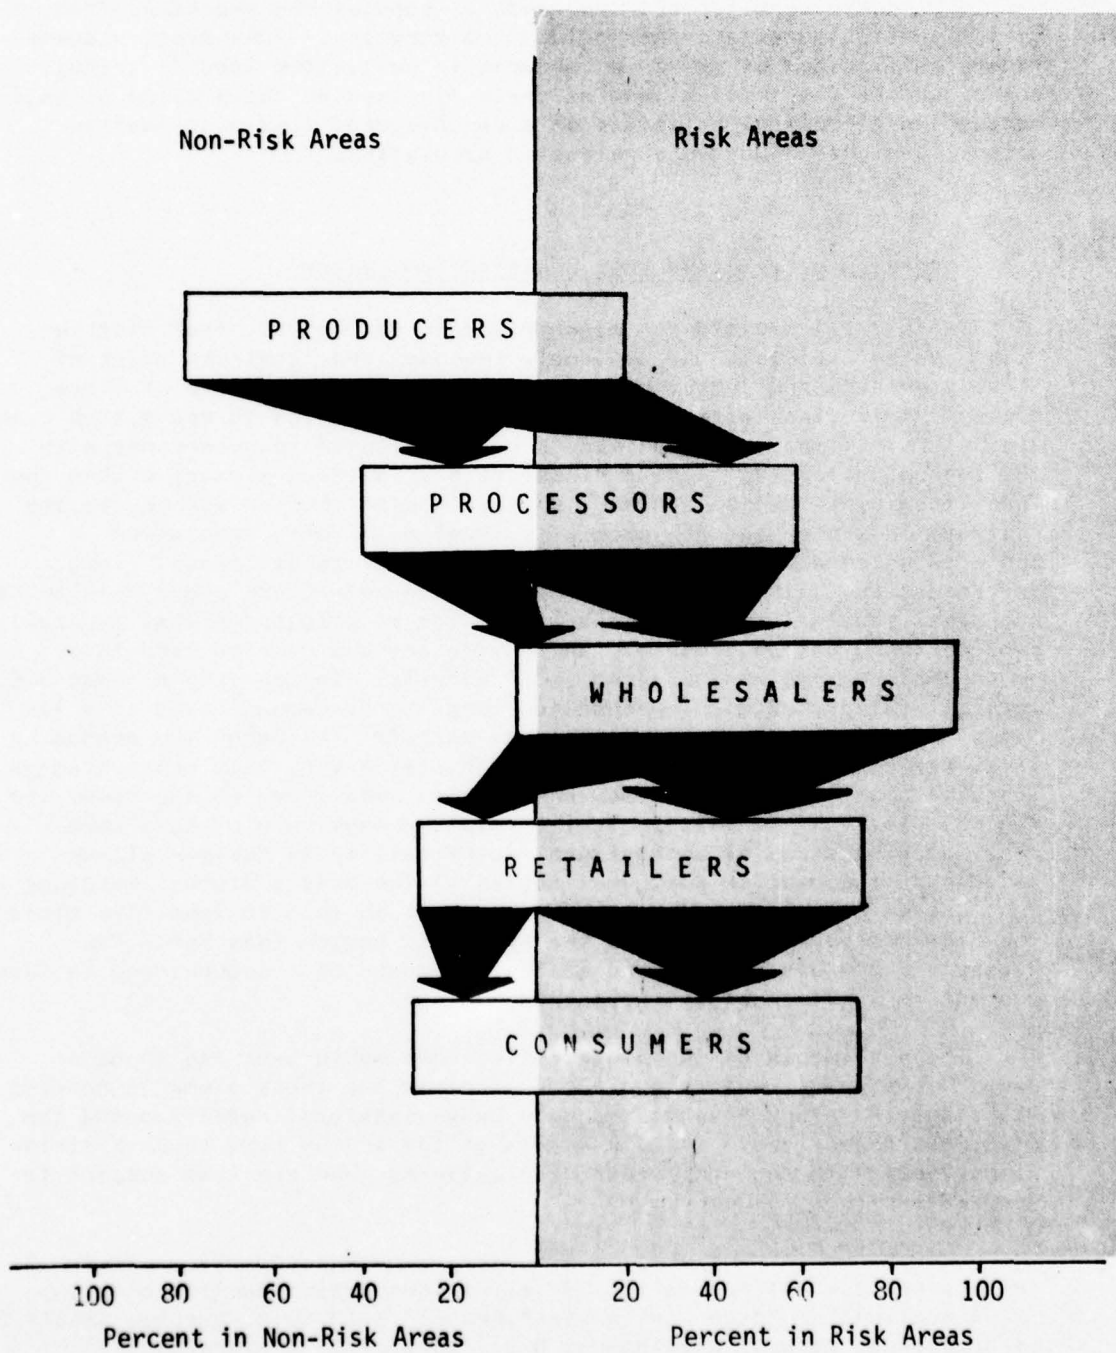 Non-Risk Areas Risk Areas
PRODUCERS
PROCESSORS
WHOLESALERS
RETAILERS
CONSUMERS
100 80 60 40 20 20 40 60 80 100
Percent in Non-Risk Areas Percent in Risk Areas